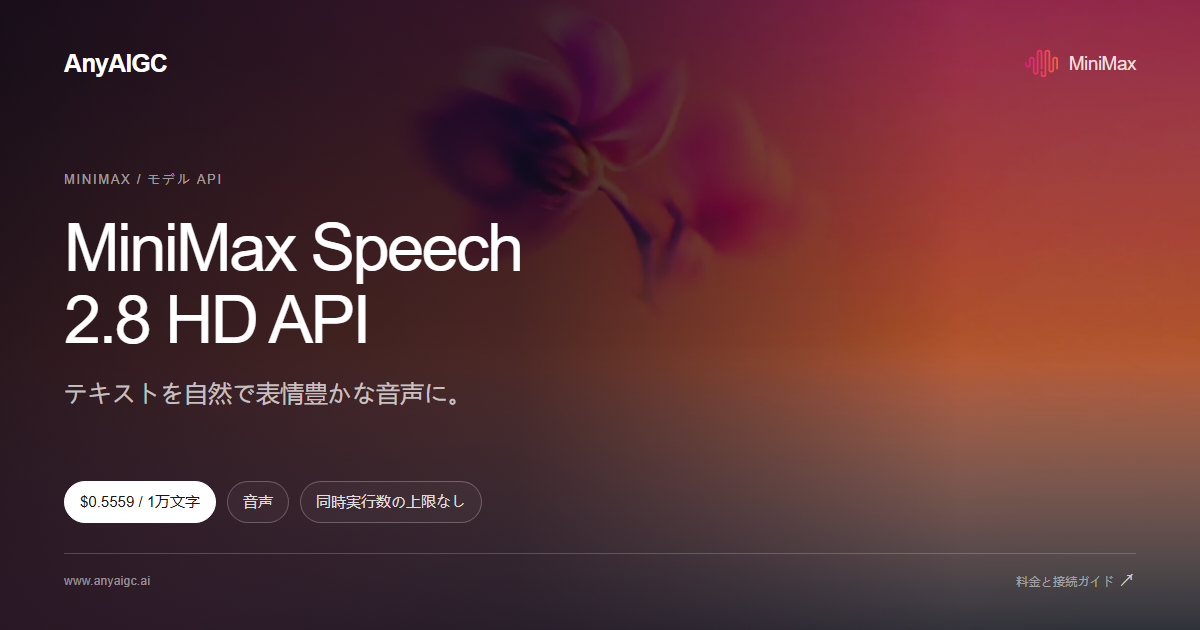 AnyAIGC
MiniMax
MINIMAX / モデル API
MiniMax Speech
2.8 HD API
テキストを自然で表情豊かな音声に。
$0.5559 / 1万文字
音声
同時実行数の上限なし
www.anyaigc.ai
料金と接続ガイド ↗